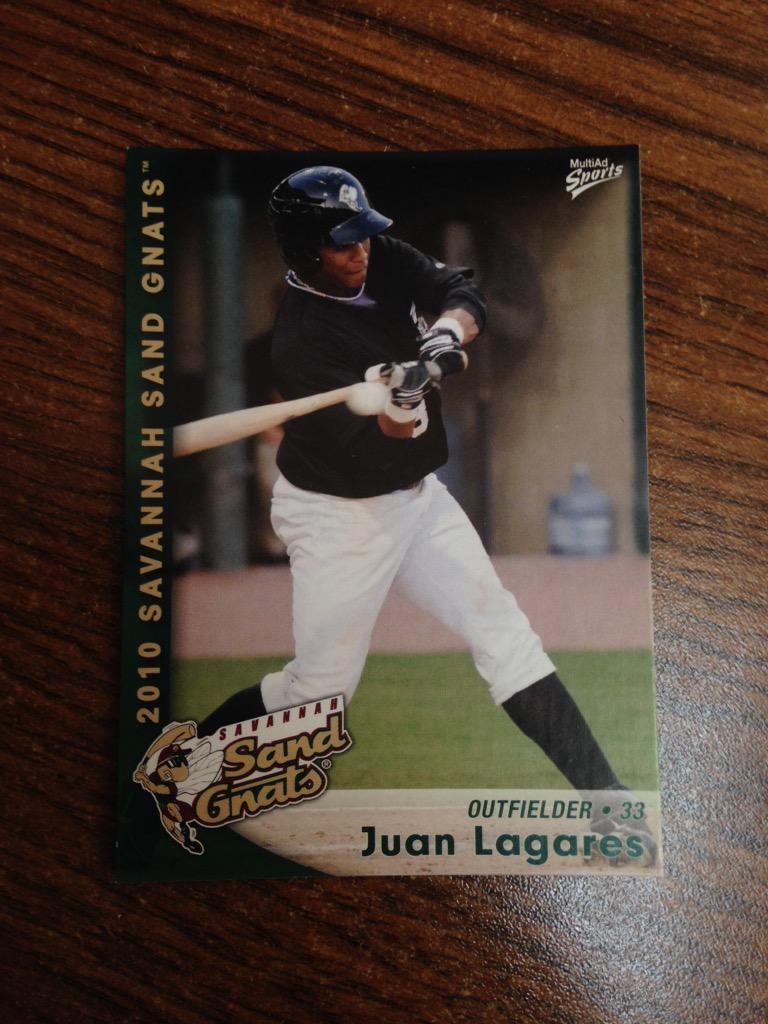 MultiAd
Sports
2010 SAVANNAH SAND GNATS™
SAVANNAH
Sand
Gnats®
OUTFIELDER • 33
Juan Lagares